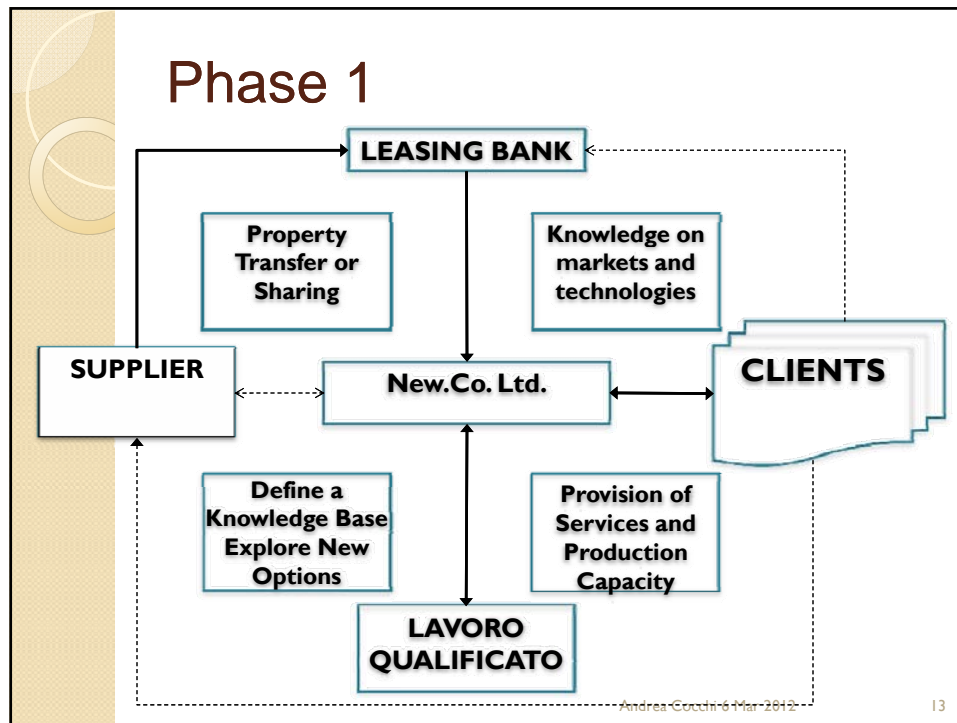 Phase 1
LEASING BANK
Property
Transfer or
Sharing
Knowledge on
markets and
technologies
SUPPLIER
New.Co. Ltd.
CLIENTS
Define a
Knowledge Base
Explore New
Options
Provision of
Services and
Production
Capacity
LAVORO
QUALIFICATO
Andrea Cocchi 6 Mar 2012
13